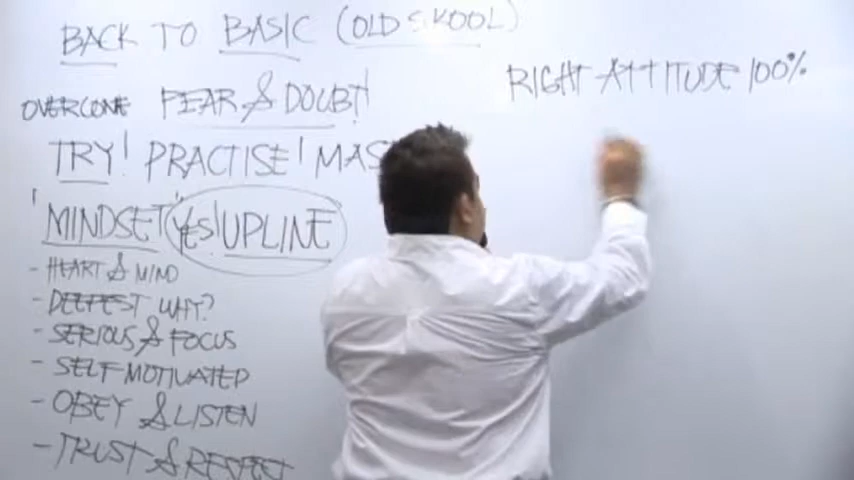 BACK TO BASIC (OLD SKOOL)
OVERCOME FEAR & DOUBT!
TRY! PRACTISE! MAS
'MINDSET' YES! UPLINE
- HEART & MIND
- DEEPEST WHY?
- SERIOUS & FOCUS
- SELF-MOTIVATED
- OBEY & LISTEN
- TRUST & RESPECT
RIGHT ATTITUDE 100%